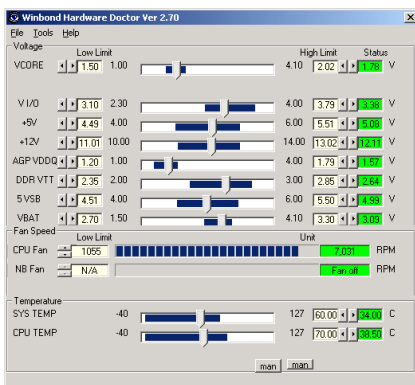 Winbond Hardware Doctor Ver 2.70
File Tools Help
Voltage
Low Limit High Limit Status
VCORE 1.50 1.00 4.10 2.02 1.78 V
V I/O 3.10 2.30 4.00 3.79 3.38 V
+5V 4.49 4.00 6.00 5.51 5.08 V
+12V 11.01 10.00 14.00 13.02 12.11 V
AGP VDDQ 1.20 1.00 4.00 1.79 1.57 V
DDR VTT 2.35 2.00 3.00 2.85 2.64 V
5 VSB 4.51 4.00 6.00 5.50 4.99 V
VBAT 2.70 1.50 4.10 3.30 3.09 V
Fan Speed
Low Limit Unit
CPU Fan 1055 7,031 RPM
NB Fan N/A Fan off RPM
Temperature
SYS TEMP -40 127 60.00 34.00 C
CPU TEMP -40 127 70.00 38.50 C
man man